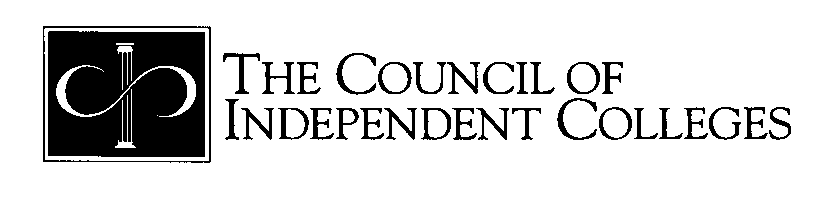 THE COUNCIL OF
INDEPENDENT COLLEGES